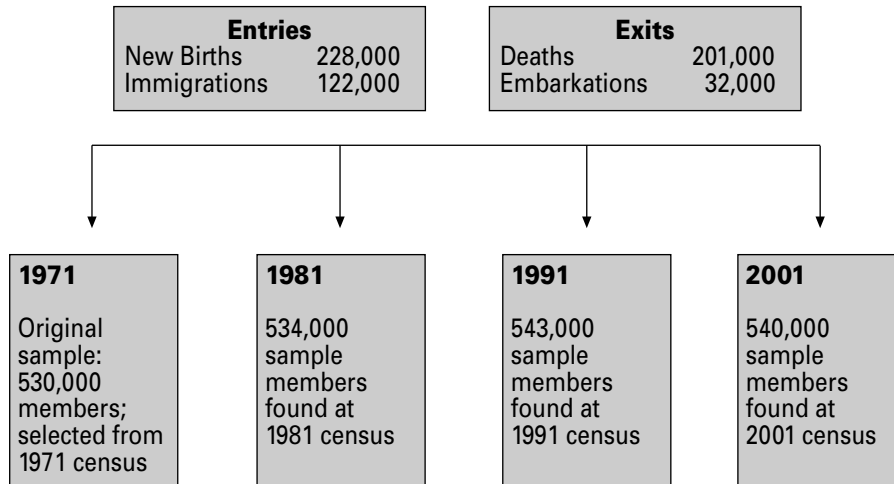 Entries
New Births 228,000
Immigrations 122,000
Exits
Deaths 201,000
Embarkations 32,000
1971
Original
sample:
530,000
members;
selected from
1971 census
1981
534,000
sample
members
found at
1981 census
1991
543,000
sample
members
found at
1991 census
2001
540,000
sample
members
found at
2001 census